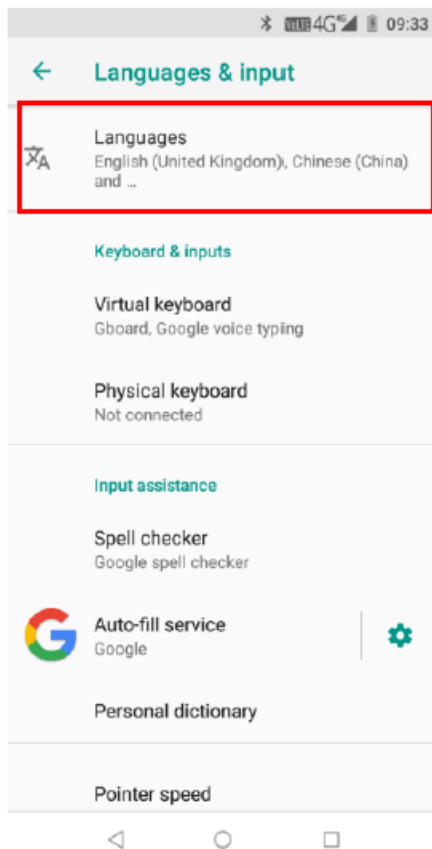 4G 09:33
Languages & input
Languages
English (United Kingdom), Chinese (China)
and ...
Keyboard & inputs
Virtual keyboard
Gboard, Google voice typing
Physical keyboard
Not connected
Input assistance
Spell checker
Google spell checker
Auto-fill service
Google
Personal dictionary
Pointer speed